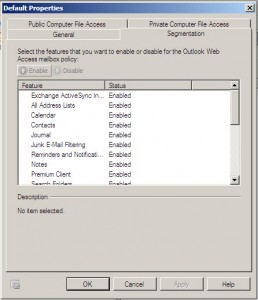 Default Properties
Public Computer File Access
Private Computer File Access
General
Segmentation
Select the features that you want to enable or disable for the Outlook Web
Access mailbox policy:
Enable
Disable
Feature
Status
Exchange ActiveSync In...
Enabled
All Address Lists
Enabled
Calendar
Enabled
Contacts
Enabled
Journal
Enabled
Junk E-Mail Filtering
Enabled
Reminders and Notificati...
Enabled
Notes
Enabled
Premium Client
Enabled
Search Folders
Enabled
Description
No item selected.
OK
Cancel
Apply
Help